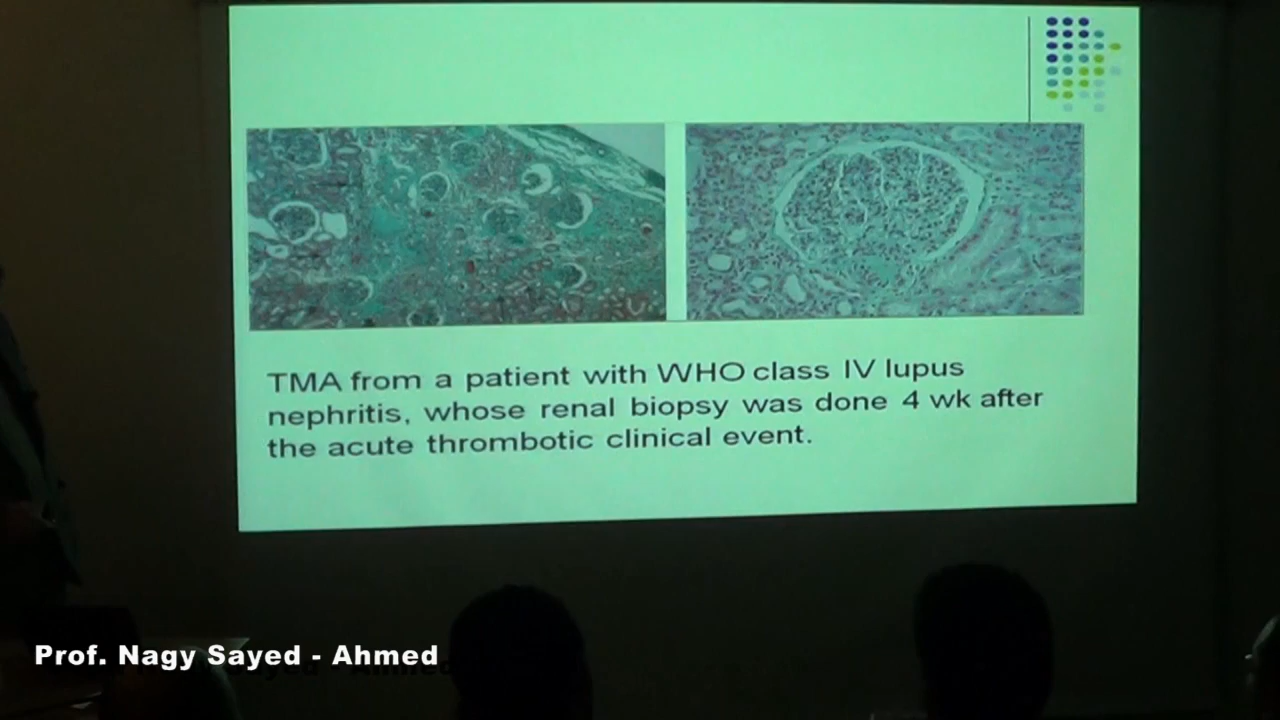 TMA from a patient with WHO class IV lupus
nephritis, whose renal biopsy was done 4 wk after
the acute thrombotic clinical event.
Prof. Nagy Sayed - Ahmed